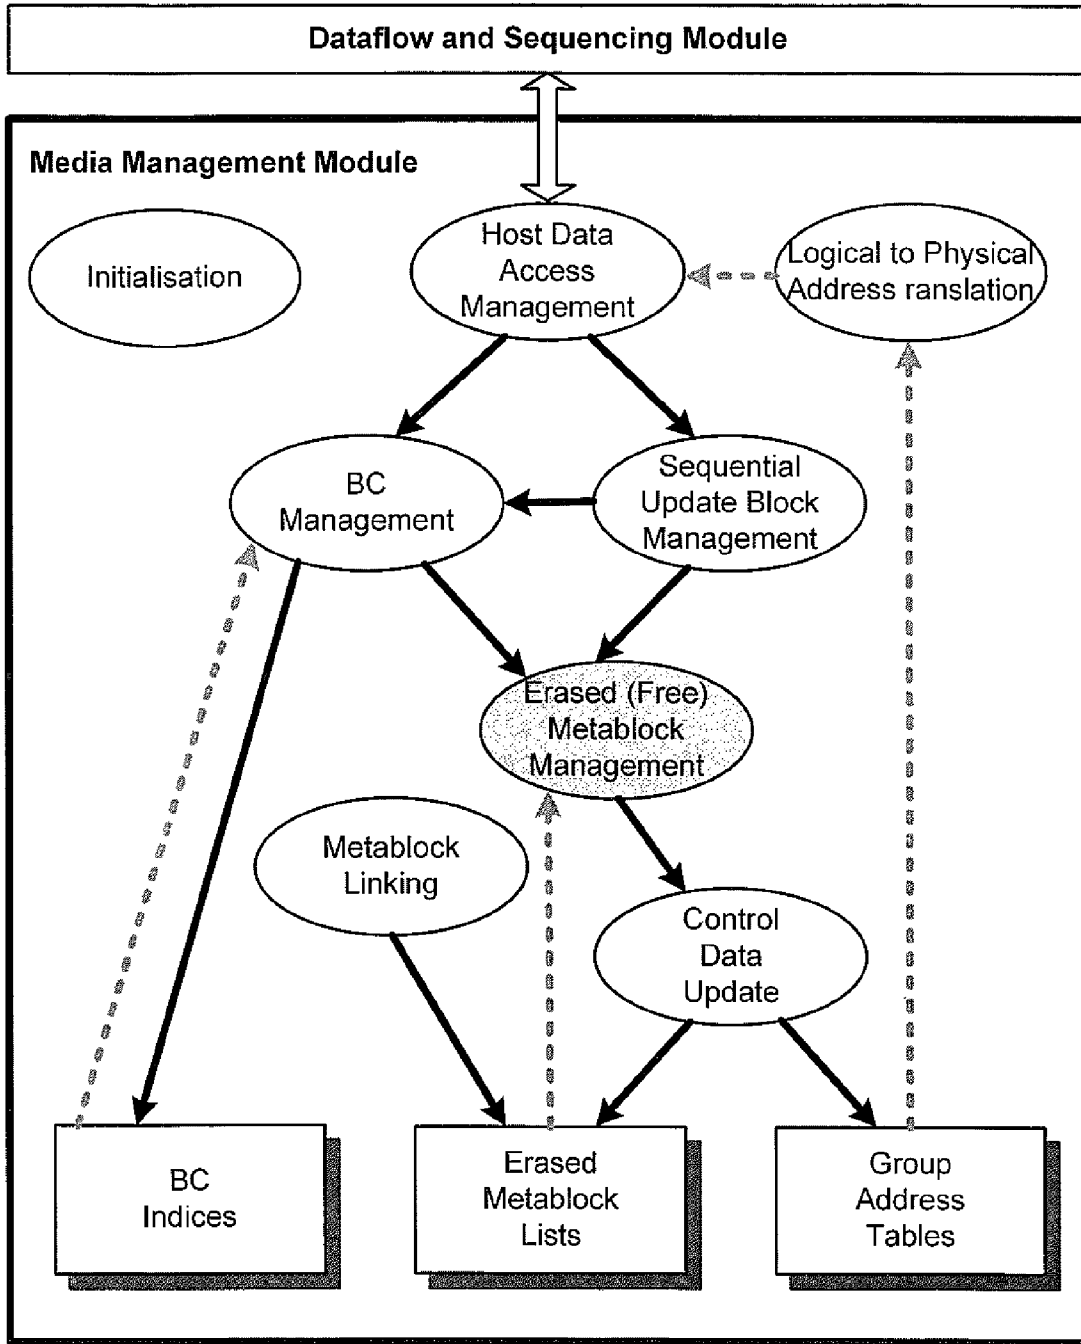 Dataflow and Sequencing Module
Media Management Module
Initialisation
Host Data
Access
Management
Logical to Physical
Address ranslation
BC
Management
Sequential
Update Block
Management
Erased (Free)
Metablock
Management
Metablock
Linking
Control
Data
Update
BC
Indices
Erased
Metablock
Lists
Group
Address
Tables